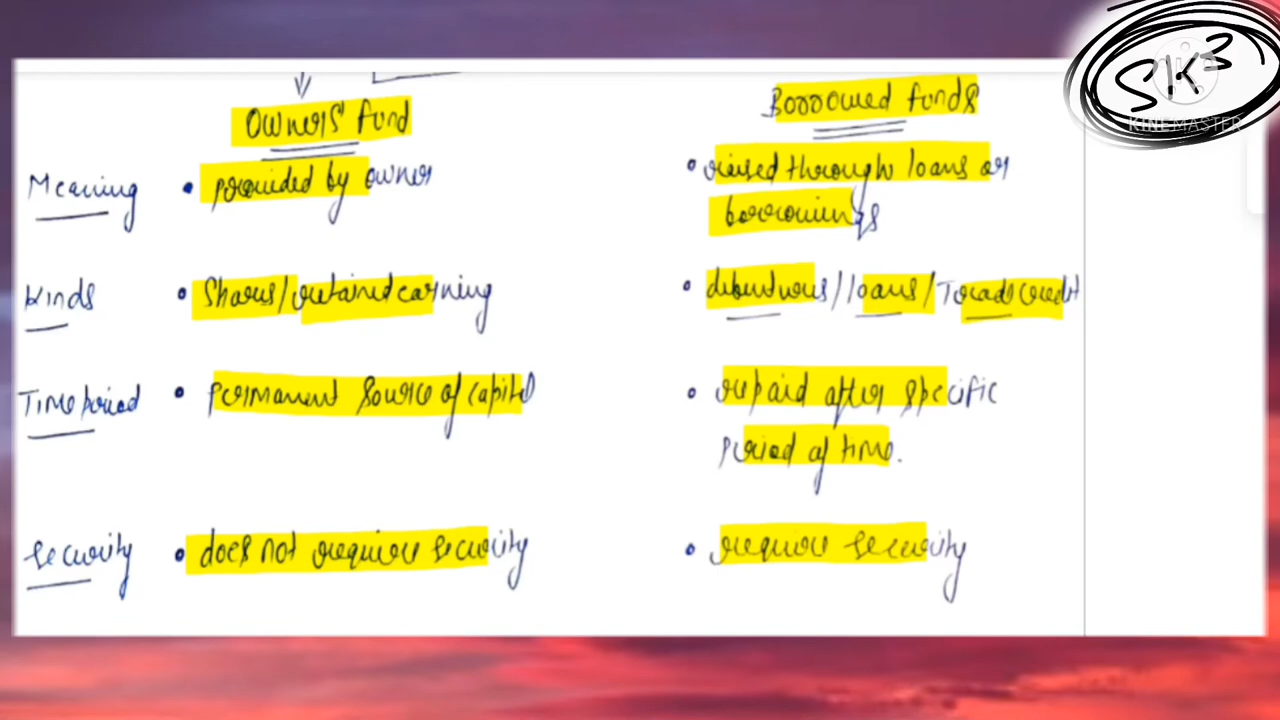 SK3
KINEMASTER
Owners' fund Borrowed funds
Meaning • provided by owner • raised through loans or
borrowings
Kinds • Shares/retained earning • debentures/loans/Trade credit
Time period • permanent source of capital • repaid after specific
period of time.
Security • does not require security • require security